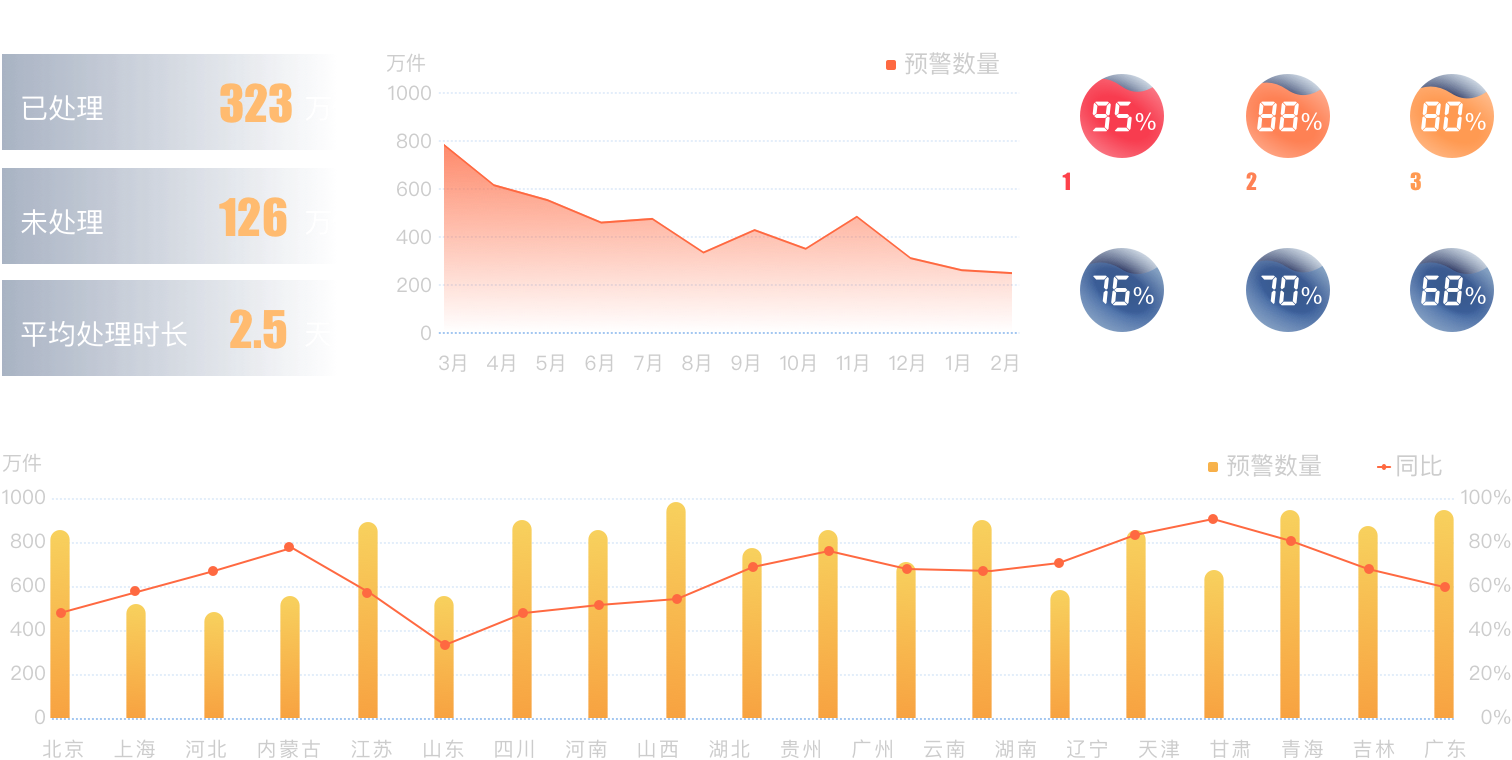 已处理 323 万
未处理 126 万
平均处理时长 2.5 天
万件
预警数量
1000
800
600
400
200
0
3月 4月 5月 6月 7月 8月 9月 10月 11月 12月 1月 2月
95% 88% 80%
1 2 3
76% 70% 68%
万件
预警数量 同比
1000 100%
800 80%
600 60%
400 40%
200 20%
0 0%
北京 上海 河北 内蒙古 江苏 山东 四川 河南 山西 湖北 贵州 广州 云南 湖南 辽宁 天津 甘肃 青海 吉林 广东